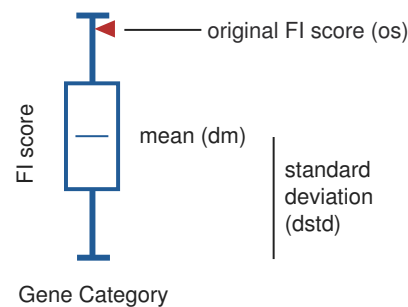 original FI score (os)
mean (dm)
FI score
standard
deviation
(dstd)
Gene Category